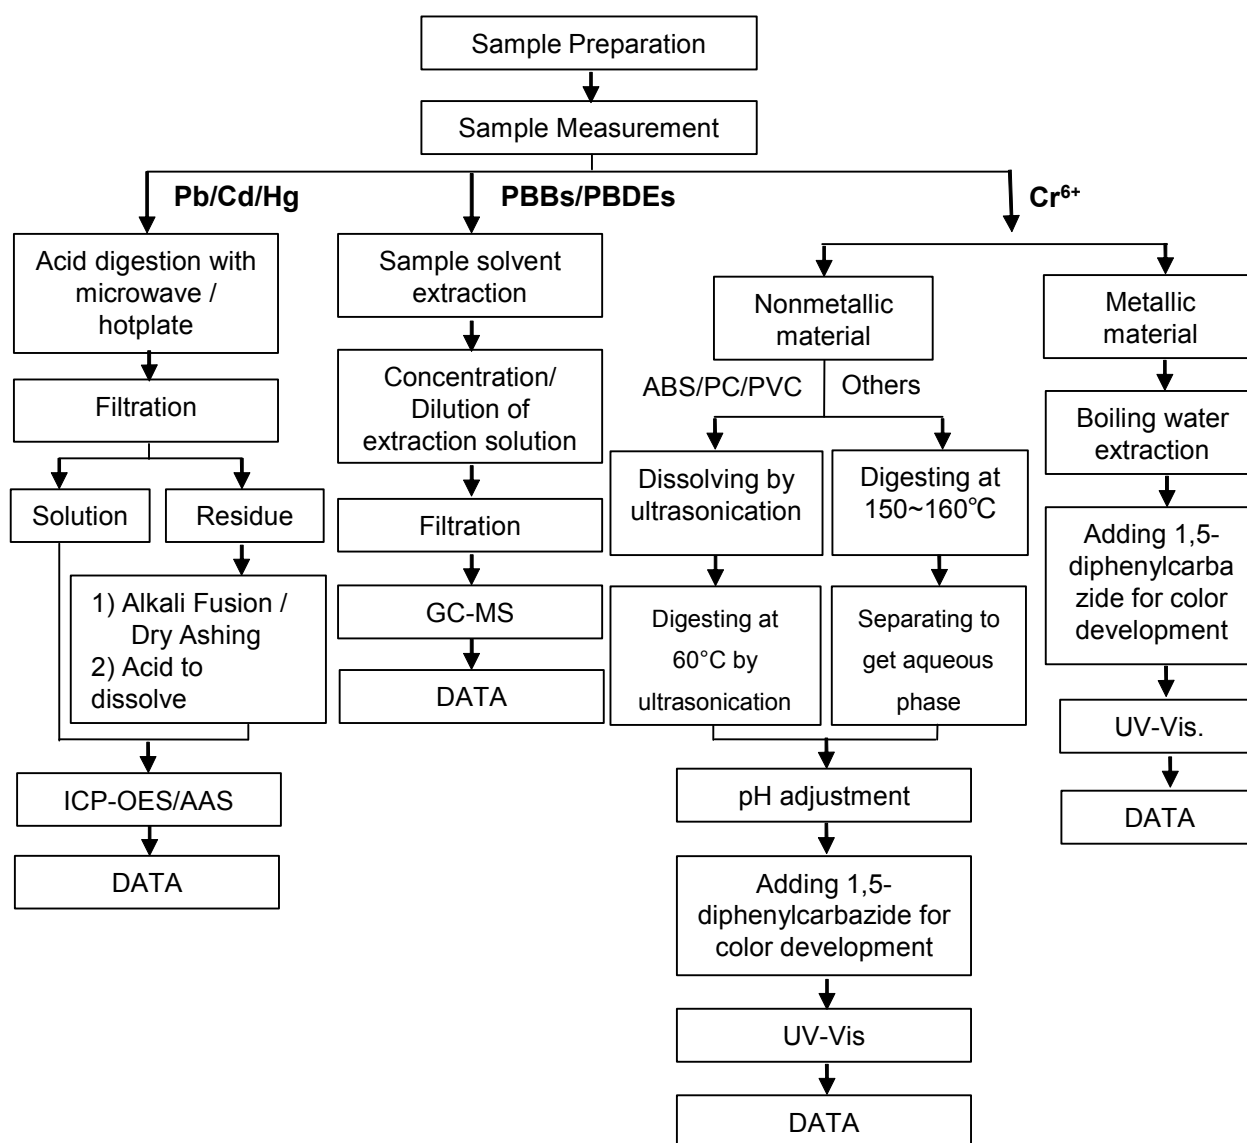 Sample Preparation
Sample Measurement
Pb/Cd/Hg
PBBs/PBDEs
Cr⁶⁺
Acid digestion with
microwave /
hotplate
Filtration
Solution
Residue
1) Alkali Fusion /
Dry Ashing
2) Acid to
dissolve
ICP-OES/AAS
DATA
Sample solvent
extraction
Concentration/
Dilution of
extraction solution
Filtration
GC-MS
DATA
Nonmetallic
material
ABS/PC/PVC
Others
Dissolving by
ultrasonication
Digesting at
60°C by
ultrasonication
Digesting at
150~160℃
Separating to
get aqueous
phase
pH adjustment
Adding 1,5-
diphenylcarbazide for
color development
UV-Vis
DATA
Metallic
material
Boiling water
extraction
Adding 1,5-
diphenylcarba
zide for color
development
UV-Vis.
DATA